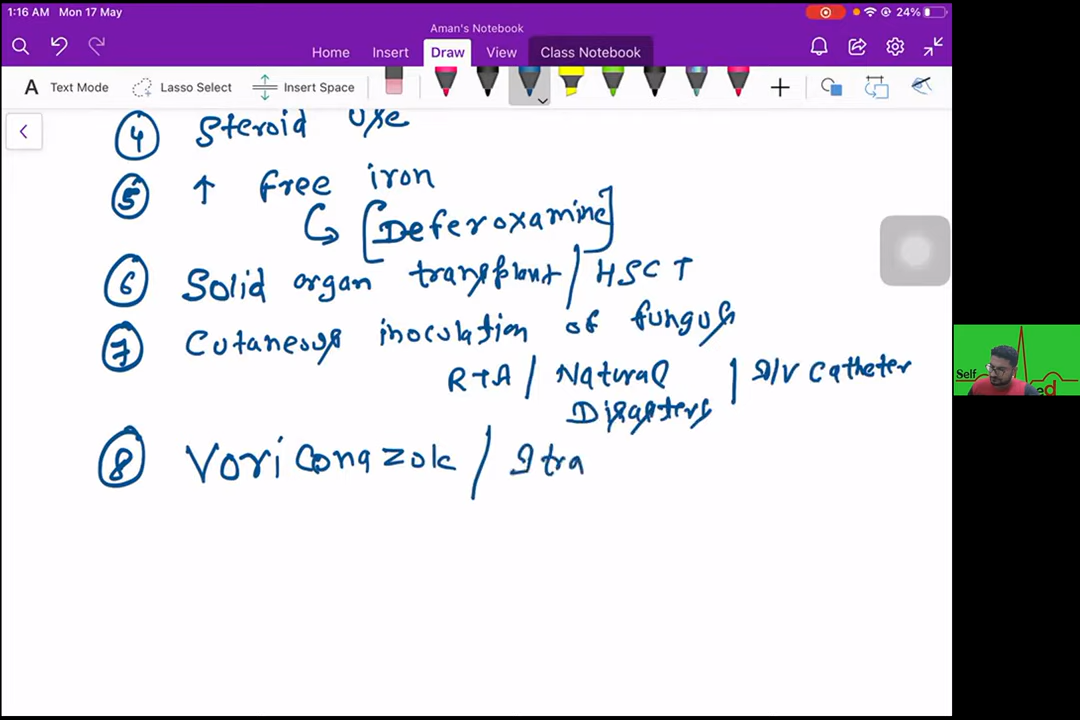 1:16 AM Mon 17 May
24%
Aman's Notebook
Home Insert Draw View Class Notebook
A Text Mode Lasso Select Insert Space
4 Steroid use
5 ↑ free iron
↳ [Deferoxamine]
6 Solid organ transplant / HSCT
7 Cutaneous inoculation of fungus
RTA / Natural Disasters / I/V Catheter
8 Voriconazole / Itra
Self
ed